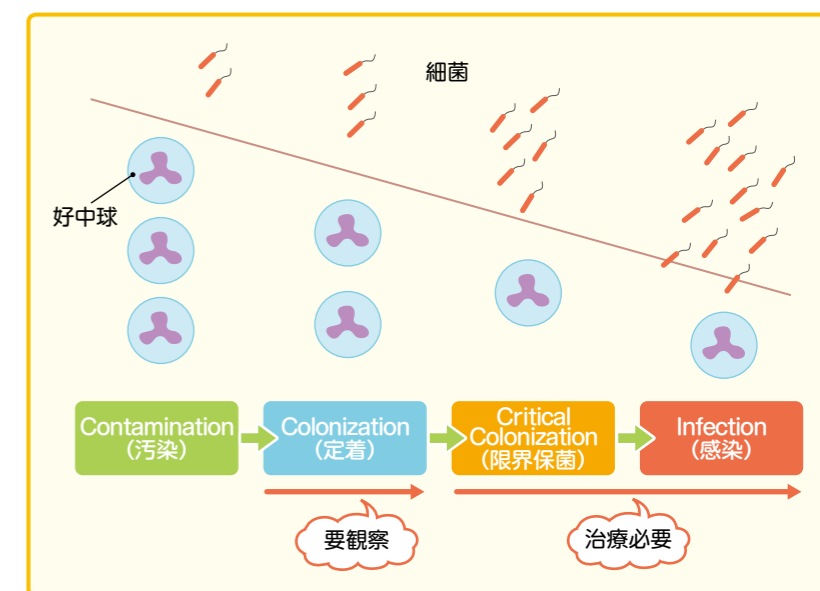 細菌
好中球
Contamination
(汚染)
Colonization
(定着)
Critical
Colonization
(限界保菌)
Infection
(感染)
要観察
治療必要